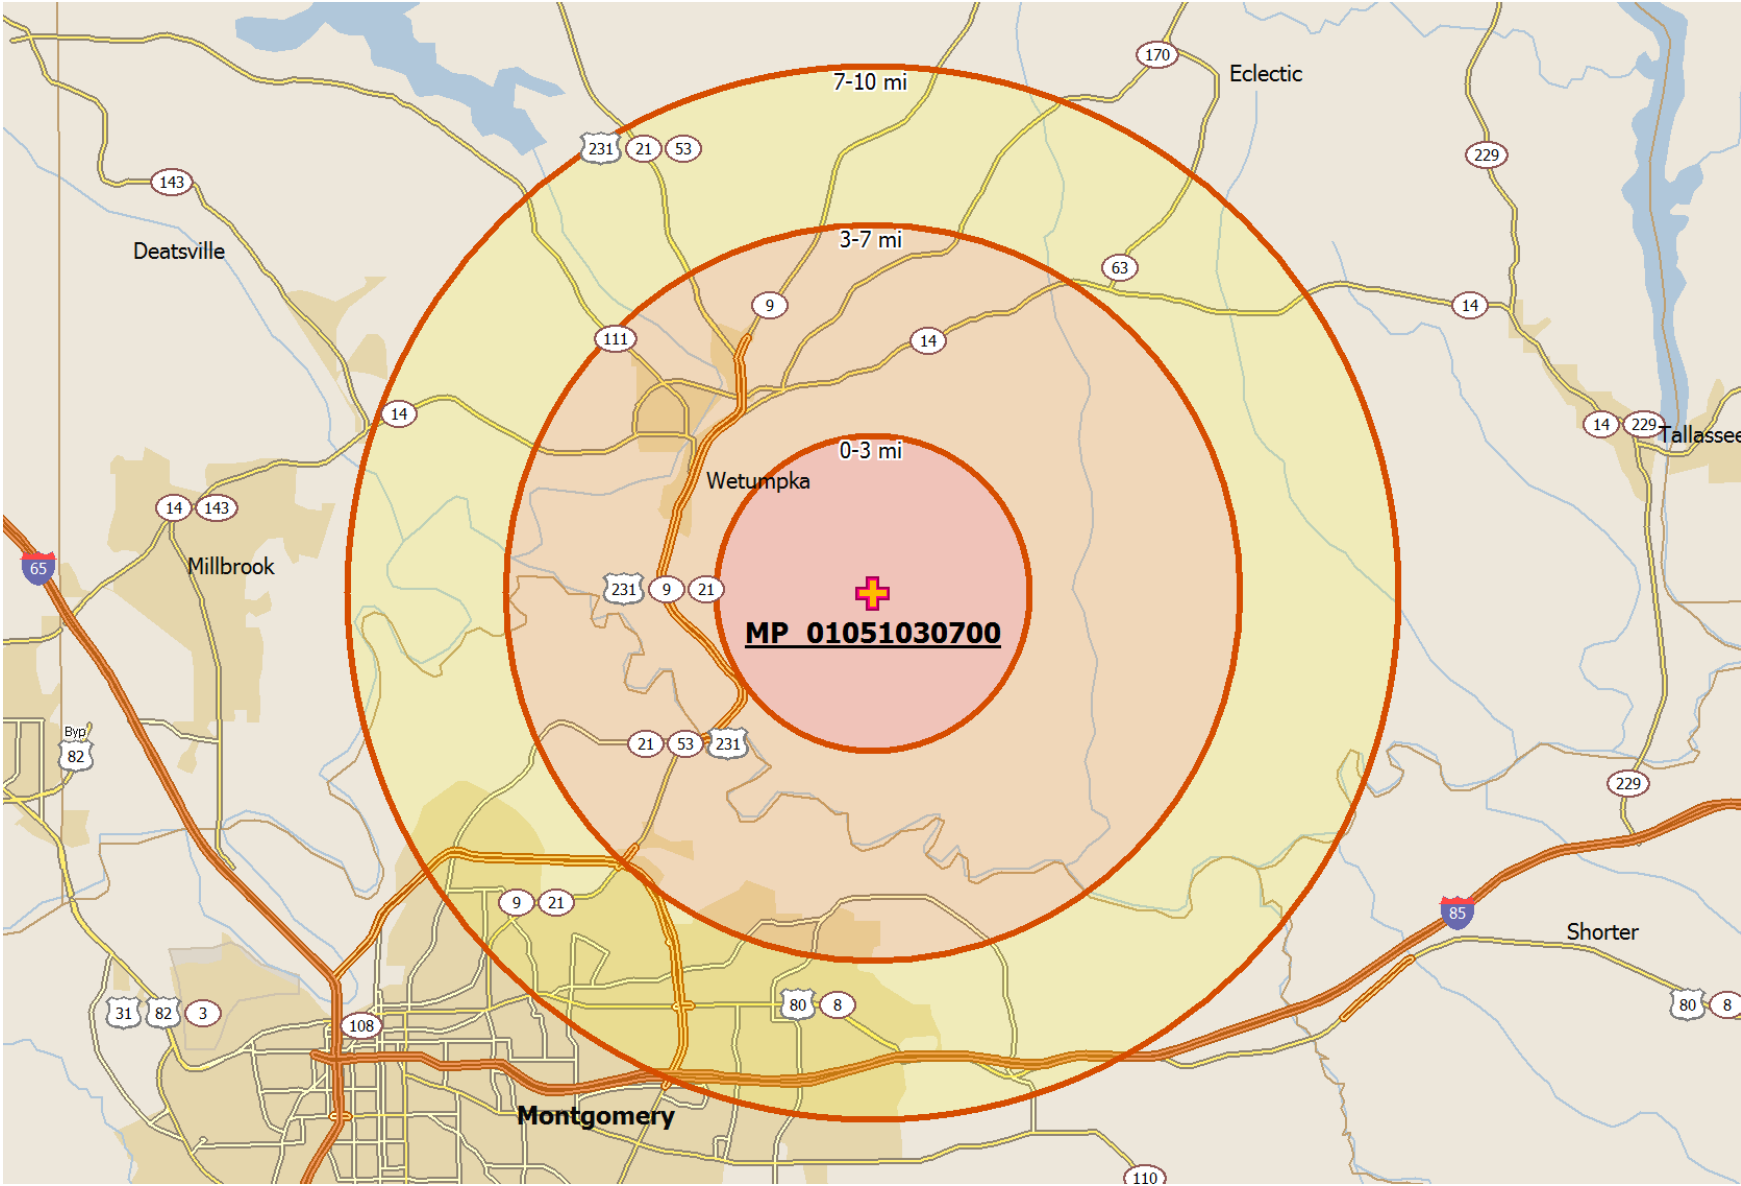 170
Eclectic
7-10 mi
231 21 53
229
143
3-7 mi
Deatsville
63
9
14
111
14
14
14 229
Tallassee
0-3 mi
Wetumpka
14 143
Millbrook
65
231 9 21
MP_01051030700
Byp
82
21 53 231
229
9 21
85
Shorter
80 8
80 8
31 82 3
108
Montgomery
110